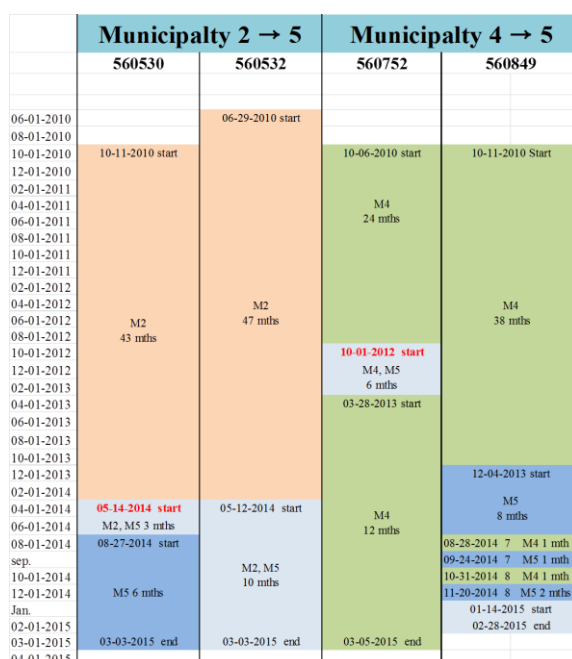 Municipalty 2 → 5 Municipalty 4 → 5
560530 560532 560752 560849
06-01-2010 06-29-2010 start
08-01-2010
10-01-2010 10-11-2010 start 10-06-2010 start 10-11-2010 Start
12-01-2010
02-01-2011
04-01-2011 M4
06-01-2011 24 mths
08-01-2011
10-01-2011
12-01-2011
02-01-2012
04-01-2012 M2 M4
06-01-2012 M2 47 mths 38 mths
08-01-2012 43 mths
10-01-2012 10-01-2012 start
12-01-2012 M4, M5
02-01-2013 6 mths
04-01-2013 03-28-2013 start
06-01-2013
08-01-2013
10-01-2013
12-01-2013 12-04-2013 start
02-01-2014 M5
04-01-2014 05-14-2014 start 05-12-2014 start M4 8 mths
06-01-2014 M2, M5 3 mths 12 mths
08-01-2014 08-27-2014 start 08-28-2014 7 M4 1 mth
sep. M2, M5 09-24-2014 7 M5 1 mth
10-01-2014 10 mths 10-31-2014 8 M4 1 mth
12-01-2014 M5 6 mths 11-20-2014 8 M5 2 mths
Jan. 01-14-2015 start
02-01-2015 02-28-2015 end
03-01-2015 03-03-2015 end 03-03-2015 end 03-05-2015 end
04-01-2015